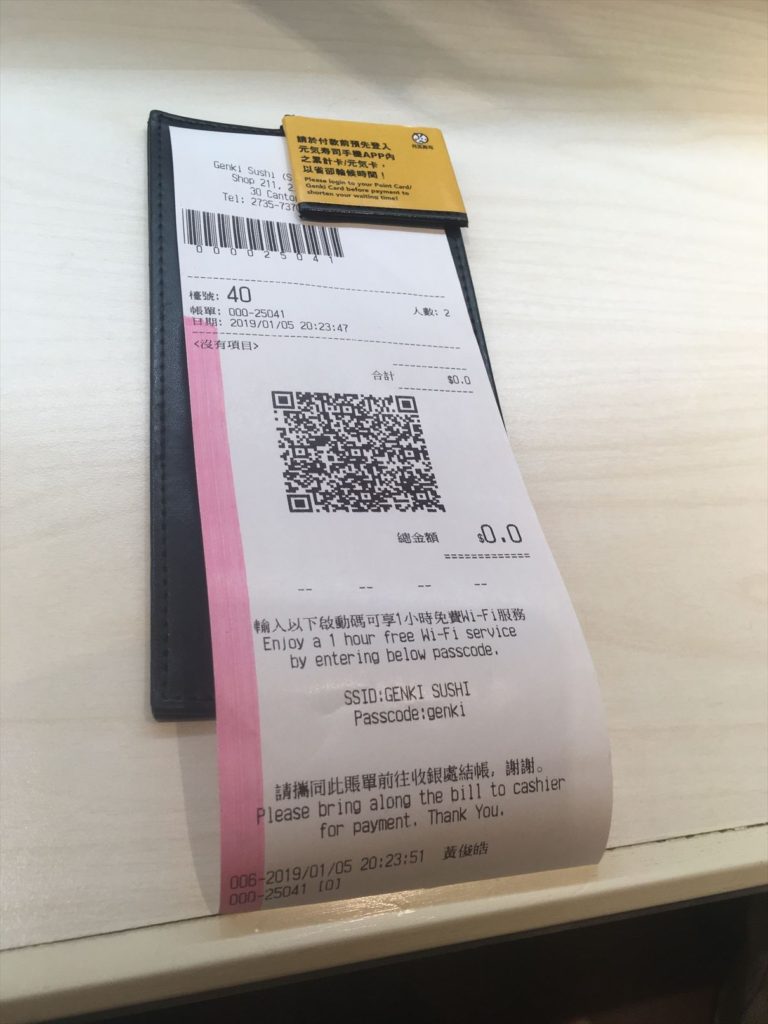 請於付款前預先登入
元気寿司手機APP內
之累計卡/元気卡，
以省卻輪候時間！
Please login to your Point Card/
Genki Card before payment to
shorten your waiting time!
Genki Sushi (S
Shop 211, 2
30 Canto
Tel: 2735-737
000025041
檯號: 40
人數: 2
帳單: 000-25041
日期: 2019/01/05 20:23:47
<沒有項目>
合計 $0.0
總金額 $0.0
輸入以下啟動碼可享1小時免費Wi-Fi服務
Enjoy a 1 hour free Wi-Fi service
by entering below passcode.
SSID:GENKI SUSHI
Passcode:genki
請攜同此賬單前往收銀處結帳, 謝謝。
Please bring along the bill to cashier
for payment. Thank You.
006-2019/01/05 20:23:51 黃俊皓
000-25041 [0]